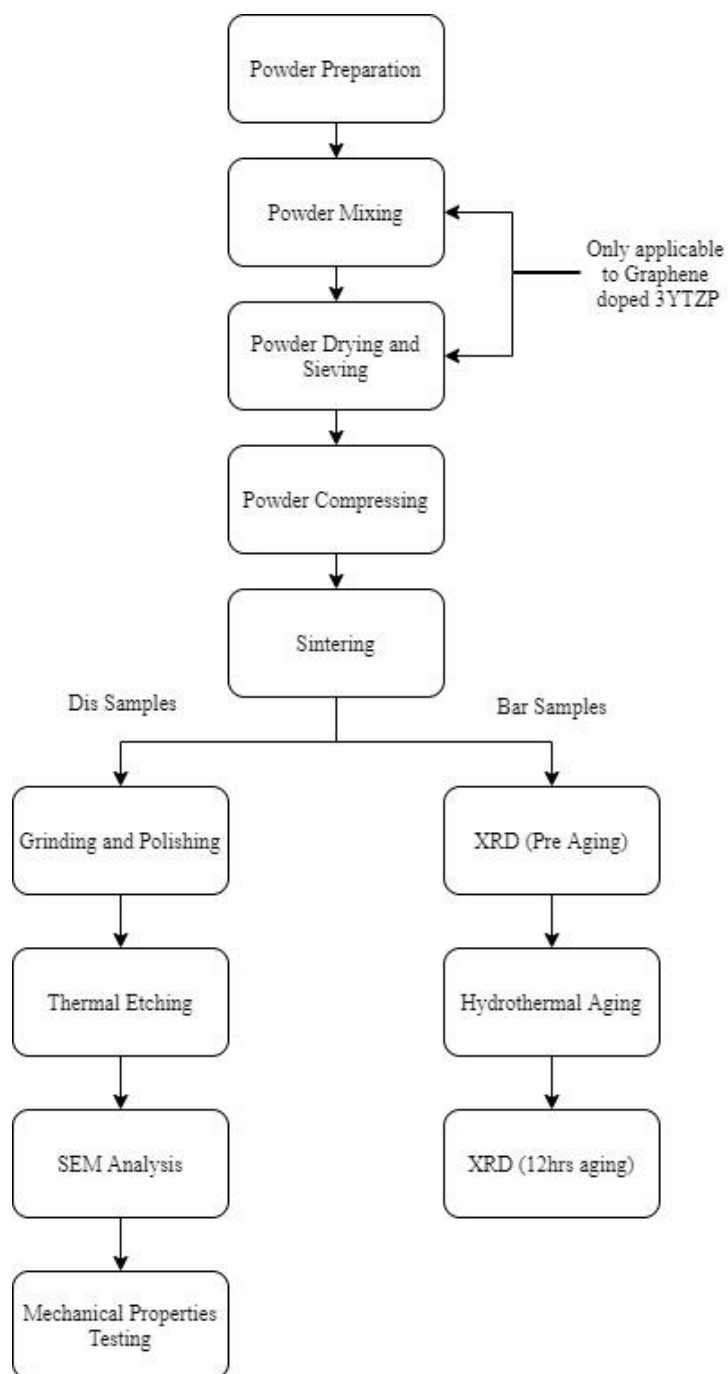 Powder Preparation
Powder Mixing
Only applicable
to Graphene
doped 3YTZP
Powder Drying and
Sieving
Powder Compressing
Sintering
Dis Samples
Bar Samples
Grinding and Polishing
XRD (Pre Aging)
Thermal Etching
Hydrothermal Aging
SEM Analysis
XRD (12hrs aging)
Mechanical Properties
Testing